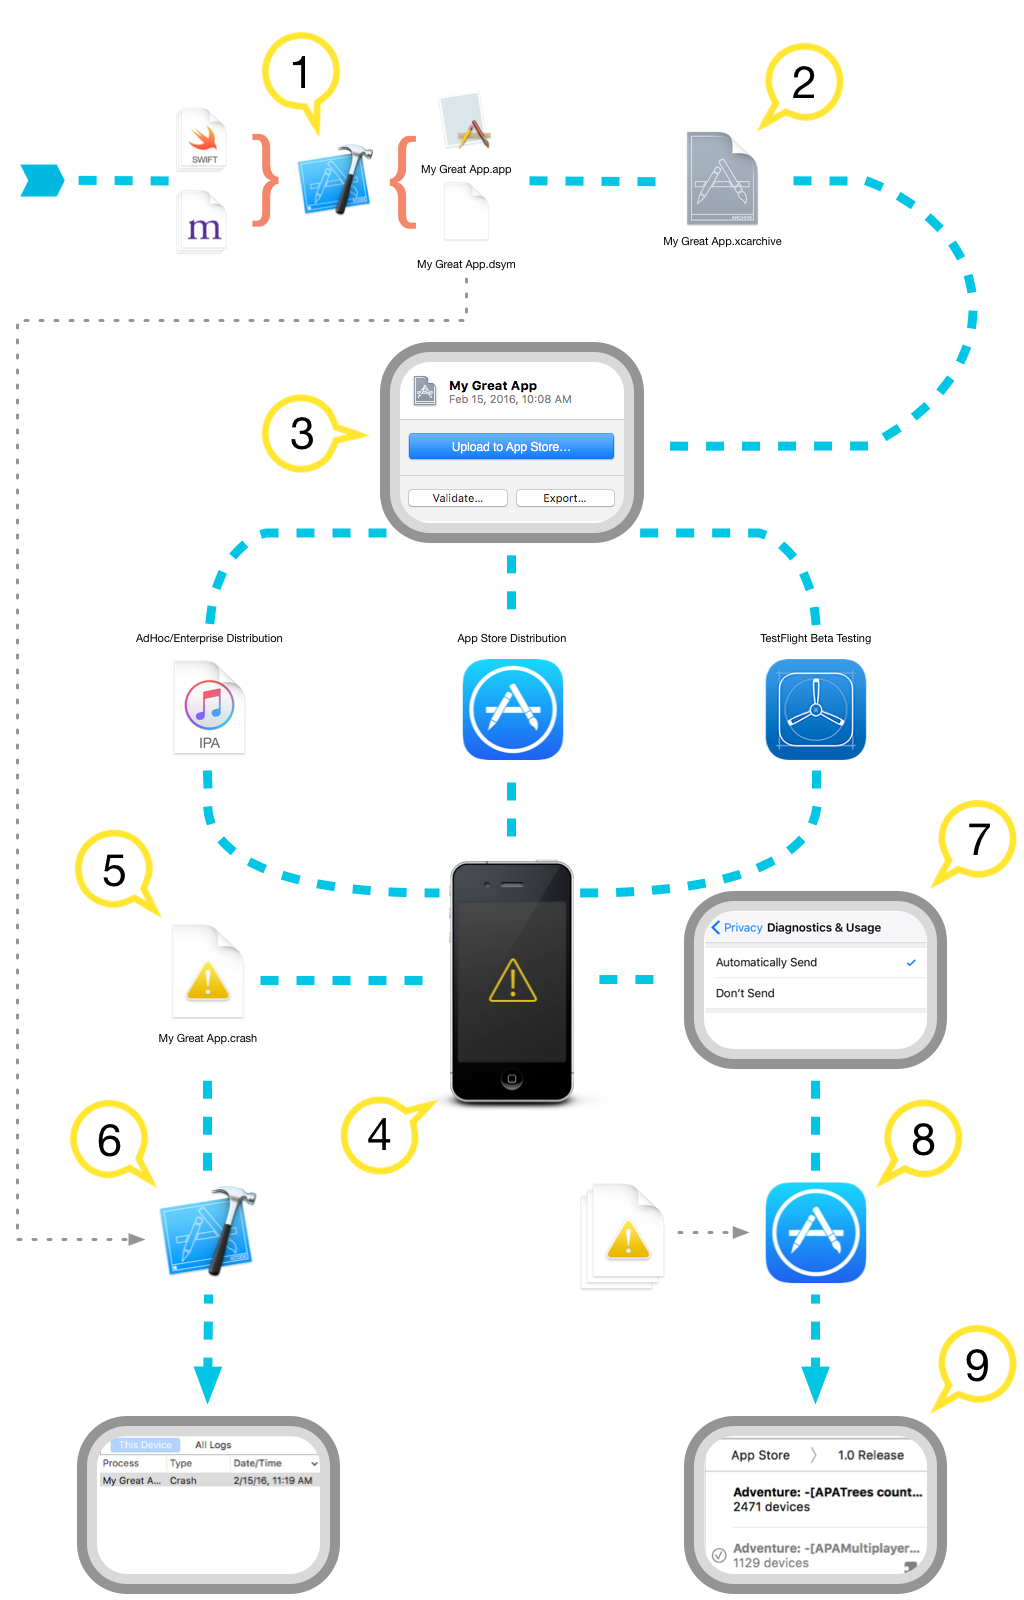 1
2
SWIFT
m
My Great App.app
My Great App.dsym
ARCHIVE
My Great App.xcarchive
3
My Great App
Feb 15, 2016, 10:08 AM
Upload to App Store...
Validate...
Export...
AdHoc/Enterprise Distribution
App Store Distribution
TestFlight Beta Testing
IPA
5
7
Privacy Diagnostics & Usage
Automatically Send
Don't Send
My Great App.crash
4
6
8
9
This Device
All Logs
Process Type Date/Time
My Great A... Crash 2/15/16, 11:19 AM
App Store 1.0 Release
Adventure: -[APATrees count...
2471 devices
Adventure: -[APAMultiplayer...
1129 devices